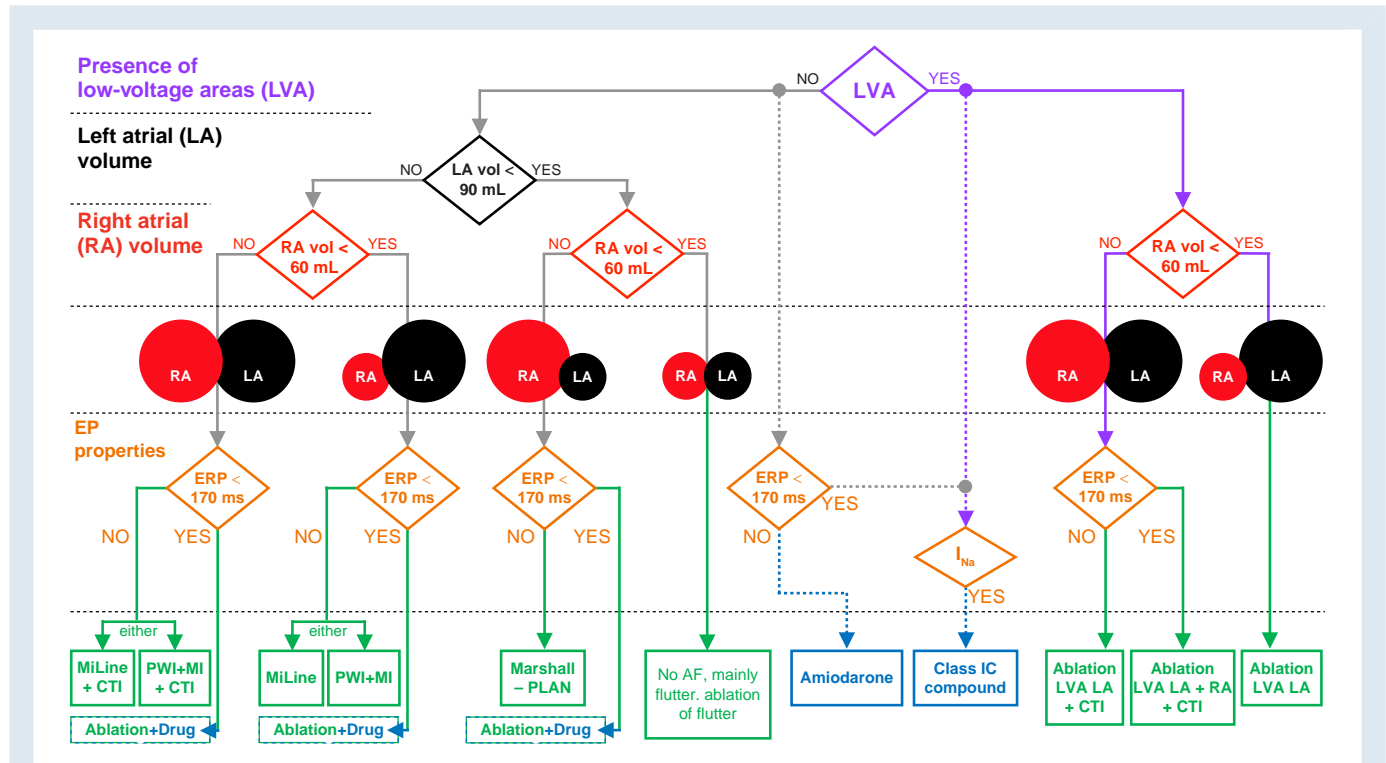 Presence of
low-voltage areas (LVA)
NO
LVA
YES
Left atrial (LA)
volume
NO
LA vol <
90 mL
YES
Right atrial
(RA) volume
NO
RA vol <
60 mL
YES
NO
RA vol <
60 mL
YES
NO
RA vol <
60 mL
YES
RA
LA
RA
LA
RA
LA
RA
LA
RA
LA
RA
LA
EP
properties
ERP <
170 ms
NO
YES
ERP <
170 ms
NO
YES
ERP <
170 ms
NO
YES
ERP <
170 ms
YES
NO
INa
YES
ERP <
170 ms
NO
YES
either
MiLine
+ CTI
PWI+MI
+ CTI
Ablation+Drug
either
MiLine
PWI+MI
Ablation+Drug
Marshall
– PLAN
Ablation+Drug
No AF, mainly
flutter. ablation
of flutter
Amiodarone
Class IC
compound
Ablation
LVA LA
+ CTI
Ablation
LVA LA + RA
+ CTI
Ablation
LVA LA